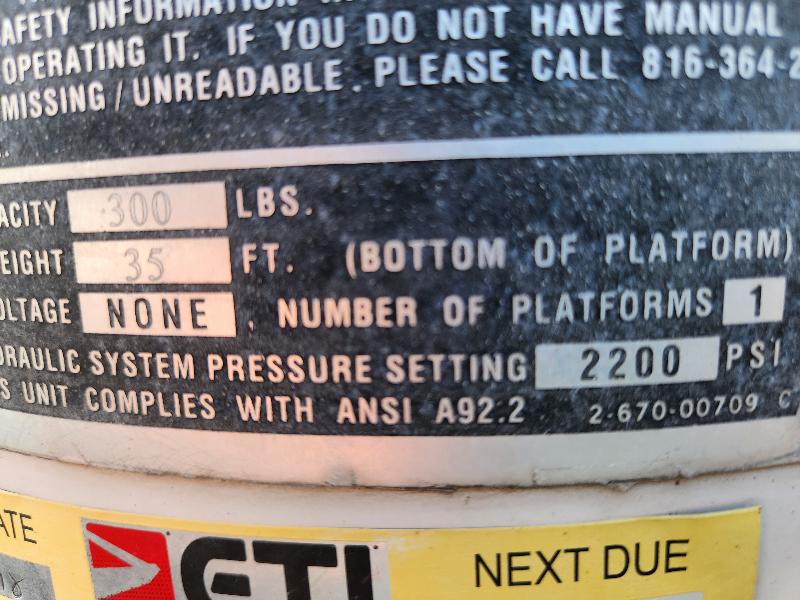 AFETY INFORMATION
OPERATING IT. IF YOU DO NOT HAVE MANUAL
MISSING / UNREADABLE. PLEASE CALL 816-364-2
ACITY 300 LBS.
EIGHT 35 FT. (BOTTOM OF PLATFORM)
OLTAGE NONE , NUMBER OF PLATFORMS 1
DRAULIC SYSTEM PRESSURE SETTING 2200 PSI
S UNIT COMPLIES WITH ANSI A92.2 2-670-00709 C
ATE
ETI NEXT DUE